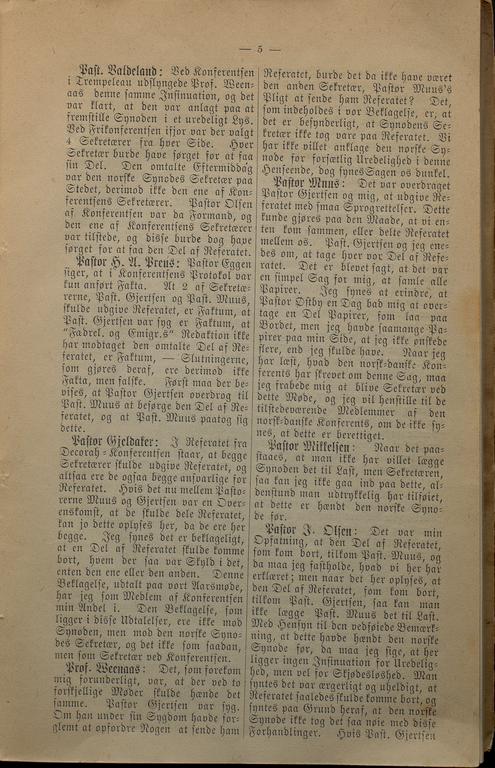 — 5 —
Past. Valdeland: Ved Konferentsen
i Trempeleau udslyngede Prof. Ween-
aas denne samme Insinuation, og det
var klart, at den var anlagt paa at
fremstille Synoden i et uredeligt Lys.
Ved Frikonferentsen ifjor var der valgt
4 Sekretærer fra hver Side. Hver
Sekretær burde have sørget for at faa
sin Del. Den omtalte Eftermiddag
var den norske Synodes Sekretær paa
Stedet, derimod ikke den ene af Kon-
ferentsens Sekretærer. Pastor Olsen
af Konferentsen var da Formand, og
den ene af Konferentsens Sekretærer
var tilstede, og disse burde dog have
sørget for at faa den Del af Referatet.
Pastor H. A. Preus: Pastor Eggen
siger, at i Konferentsens Protokol var
kun anført Fakta. At 2 af Sekretæ-
rerne, Past. Gjertsen og Past. Muus,
skulde udgive Referatet, er Faktum, at
Past. Gjertsen var syg er Faktum, at
"Fædrel. og Emigr.s" Redaktion ikke
har modtaget den omtalte Del af Re-
feratet, er Faktum, — Slutningerne,
som gjøres deraf, ere derimod ikke
Fakta, men falske. Først maa der be-
vises, at Pastor Gjertsen overdrog til
Past. Muus at besørge den Del af Re-
feratet, og at Past. Muus paatog sig
dette.
Pastor Gjeldaker: I Referatet fra
Decorah-Konferentsen staar, at begge
Sekretærer skulde udgive Referatet, og
altsaa ere de ogsaa begge ansvarlige for
Referatet. Hvis det nu mellem Pasto-
rerne Muus og Gjertsen var en Over-
enskomst, at de skulde dele Referatet,
kan jo dette oplyses her, da de ere her
begge. Jeg synes det er beklageligt,
at en Del af Referatet skulde komme
bort, hvem der saa var Skyld i det,
enten den ene eller den anden. Denne
Beklagelse, udtalt paa vort Aarsmøde,
har jeg som Medlem af Konferentsen
min Andel i. Den Beklagelse, som
ligger i disse Udtalelser, ere ikke mod
Synoden, men mod den norske Syno-
des Sekretær, og det ikke som saadan,
men som Sekretær ved Konferentsen.
Prof. Weenaas: Det, som forekom
mig forunderligt, var, at der ved to
forskjellige Møder skulde hænde det
samme. Pastor Gjertsen var syg.
Om han under sin Sygdom havde for-
glemt at opfordre Nogen at sende ham
Referatet, burde det da ikke have været
den anden Sekretær, Pastor Muus's
Pligt at sende ham Referatet? Det,
som indeholdes i vor Beklagelse, er, at
det er besynderligt, at Synodens Se-
kretær ikke tog vare paa Referatet. Vi
har ikke villet anklage den norske Sy-
node for forsætlig Uredelighed i denne
Henseende, dog synes Sagen os dunkel.
Pastor Muus: Det var overdraget
Pastor Gjertsen og mig, at udgive Re-
feratet med smaa Sprogrettelser. Dette
kunde gjøres paa den Maade, at vi en-
ten kom sammen, eller delte Referatet
mellem os. Past. Gjertsen og jeg ene-
des om, at tage hver vor Del af Refe-
ratet. Det er blevet sagt, at det var
en simpel Sag for mig, at samle alle
Papirer. Jeg synes at erindre, at
Pastor Østby en Dag bad mig at over-
tage en Del Papirer, som laa paa
Bordet, men jeg havde saamange Pa-
pirer paa min Side, at jeg ikke ønskede
flere, end jeg skulde have. Naar jeg
har læst, hvad den norsk-danske Kon-
ferents har skrevet om denne Sag, maa
jeg frabede mig at blive Sekretær ved
dette Møde, og jeg vil henstille til de
tilstedeværende Medlemmer af den
norsk-danske Konferents, om de ikke sy-
nes, at dette er berettiget.
Pastor Mikkelsen: Naar det paa-
staaes, at man ikke har villet lægge
Synoden det til Last, men Sekretæren,
saa kan jeg ikke gaa ind paa dette, al-
denstund man udtrykkelig har tilføiet,
at dette er hændt den norske Syno-
de før.
Pastor J. Olsen: Det var min
Opfatning, at den Del af Referatet,
som kom bort, tilkom Past. Muus, og
da maa jeg fastholde, hvad vi her har
erklæret; men naar det her oplyses, at
den Del af Referatet, som kom bort,
tilkom Past. Gjertsen, saa kan man
ikke lægge Past. Muus det til Last.
Med Hensyn til den vedføiede Bemærk-
ning, at dette havde hændt den norske
Synode før, da maa jeg sige, at her
ligger ingen Insinuation for Uredelig-
hed, men vel for Skjødesløshed. Man
syntes det var ærgerligt og uheldigt, at
Referatet saaledes skulde komme bort, og
syntes paa Grund heraf, at den norske
Synode ikke tog det saa nøie med disse
Forhandlinger. Hvis Past. Gjertsen